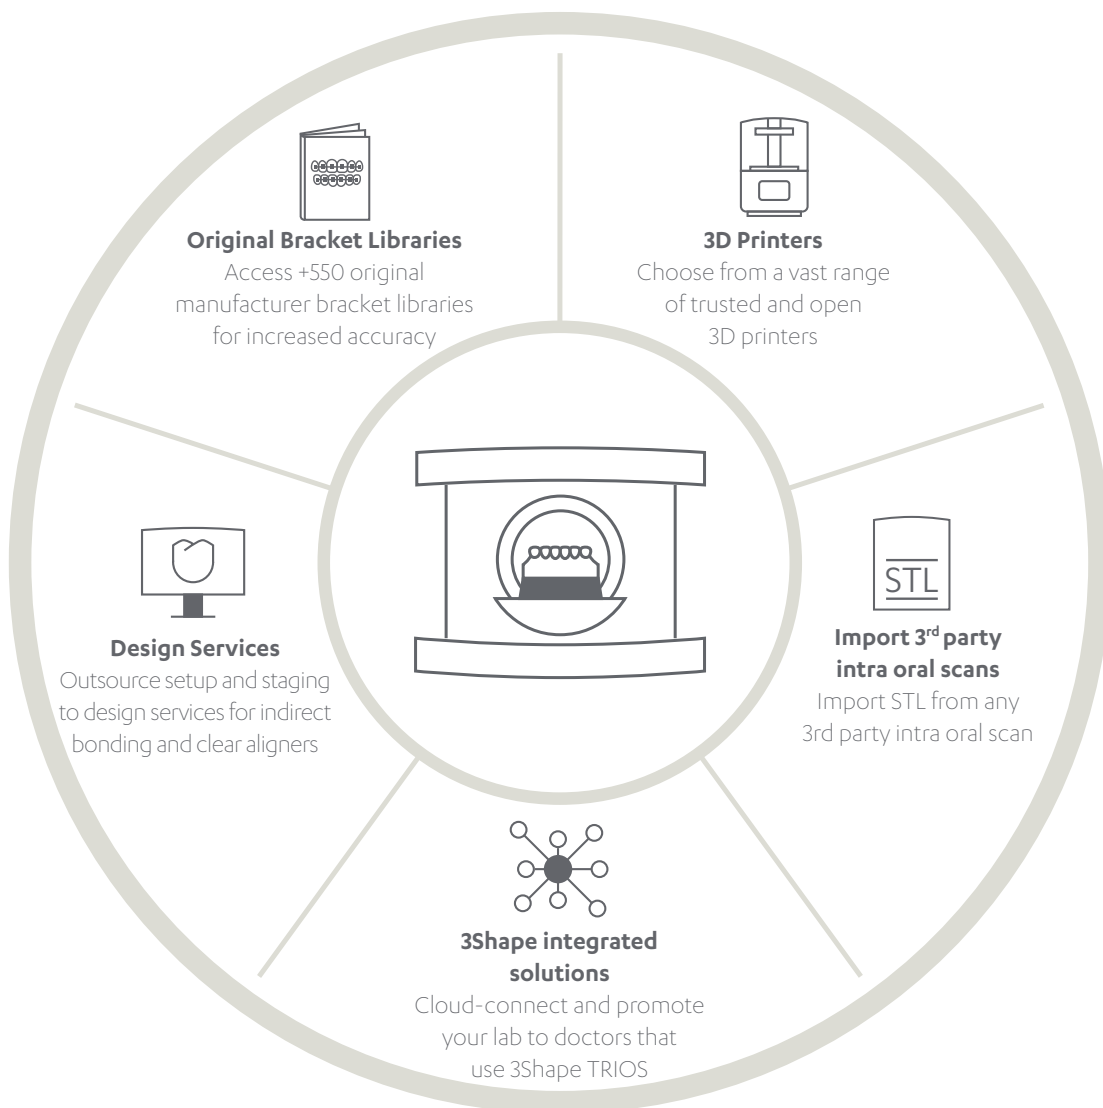 Original Bracket Libraries
Access +550 original
manufacturer bracket libraries
for increased accuracy
3D Printers
Choose from a vast range
of trusted and open
3D printers
Design Services
Outsource setup and staging
to design services for indirect
bonding and clear aligners
STL
Import 3rd party
intra oral scans
Import STL from any
3rd party intra oral scan
3Shape integrated
solutions
Cloud-connect and promote
your lab to doctors that
use 3Shape TRIOS